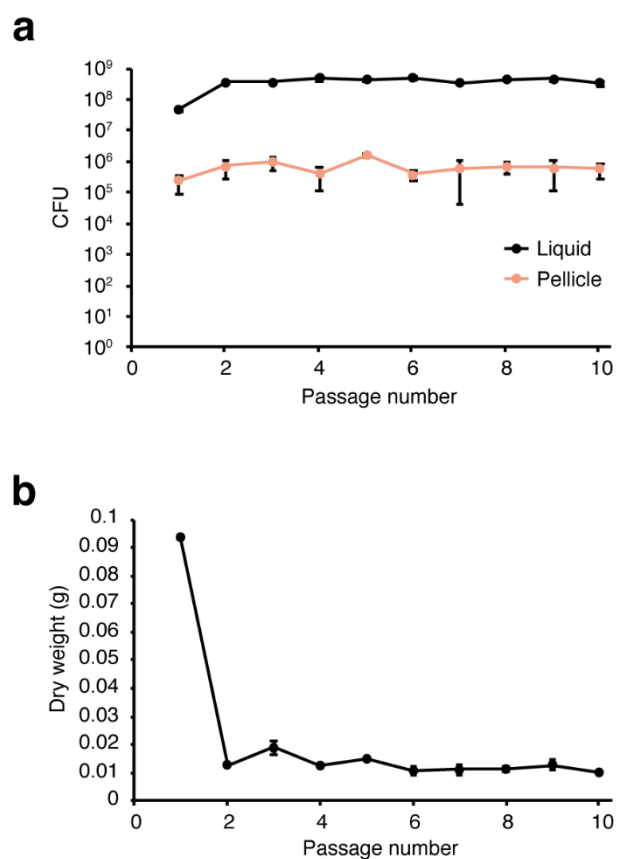 a
10⁹
10⁸
10⁷
10⁶
10⁵
10⁴
10³
10²
10¹
10⁰
CFU
Liquid
Pellicle
0 2 4 6 8 10
Passage number
b
0.1
0.09
0.08
0.07
0.06
0.05
0.04
0.03
0.02
0.01
0
Dry weight (g)
0 2 4 6 8 10
Passage number